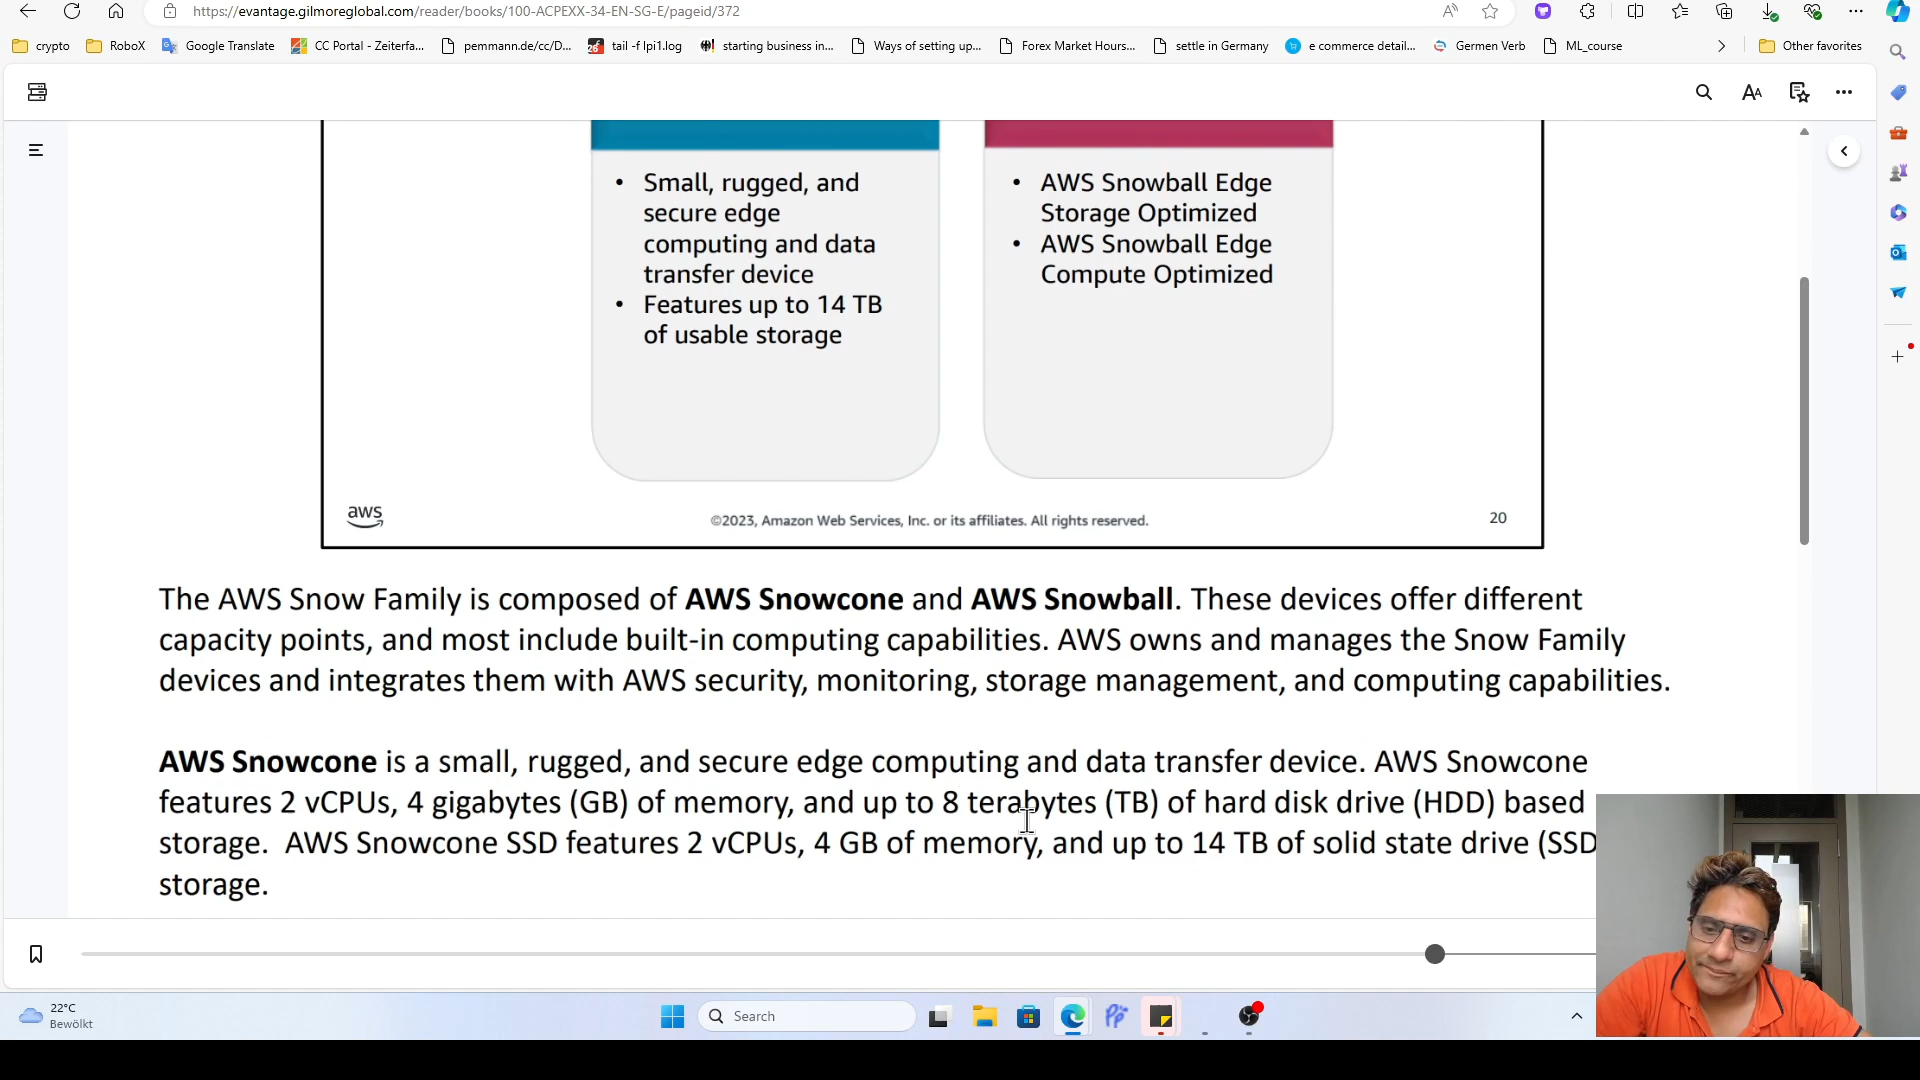 https://evantage.gilmoreglobal.com/reader/books/100-ACPEXX-34-EN-SG-E/pageid/372
crypto
RoboX
Google Translate
CC Portal - Zeiterfa...
pemmann.de/cc/D...
tail -f lpi1.log
starting business in...
Ways of setting up...
Forex Market Hours...
settle in Germany
e commerce detail...
Germen Verb
ML_course
Other favorites
• Small, rugged, and
secure edge
computing and data
transfer device
• Features up to 14 TB
of usable storage
• AWS Snowball Edge
Storage Optimized
• AWS Snowball Edge
Compute Optimized
aws
©2023, Amazon Web Services, Inc. or its affiliates. All rights reserved.
20
The AWS Snow Family is composed of AWS Snowcone and AWS Snowball. These devices offer different
capacity points, and most include built-in computing capabilities. AWS owns and manages the Snow Family
devices and integrates them with AWS security, monitoring, storage management, and computing capabilities.
AWS Snowcone is a small, rugged, and secure edge computing and data transfer device. AWS Snowcone
features 2 vCPUs, 4 gigabytes (GB) of memory, and up to 8 terabytes (TB) of hard disk drive (HDD) based
storage. AWS Snowcone SSD features 2 vCPUs, 4 GB of memory, and up to 14 TB of solid state drive (SSD
storage.
22°C
Bewölkt
Search